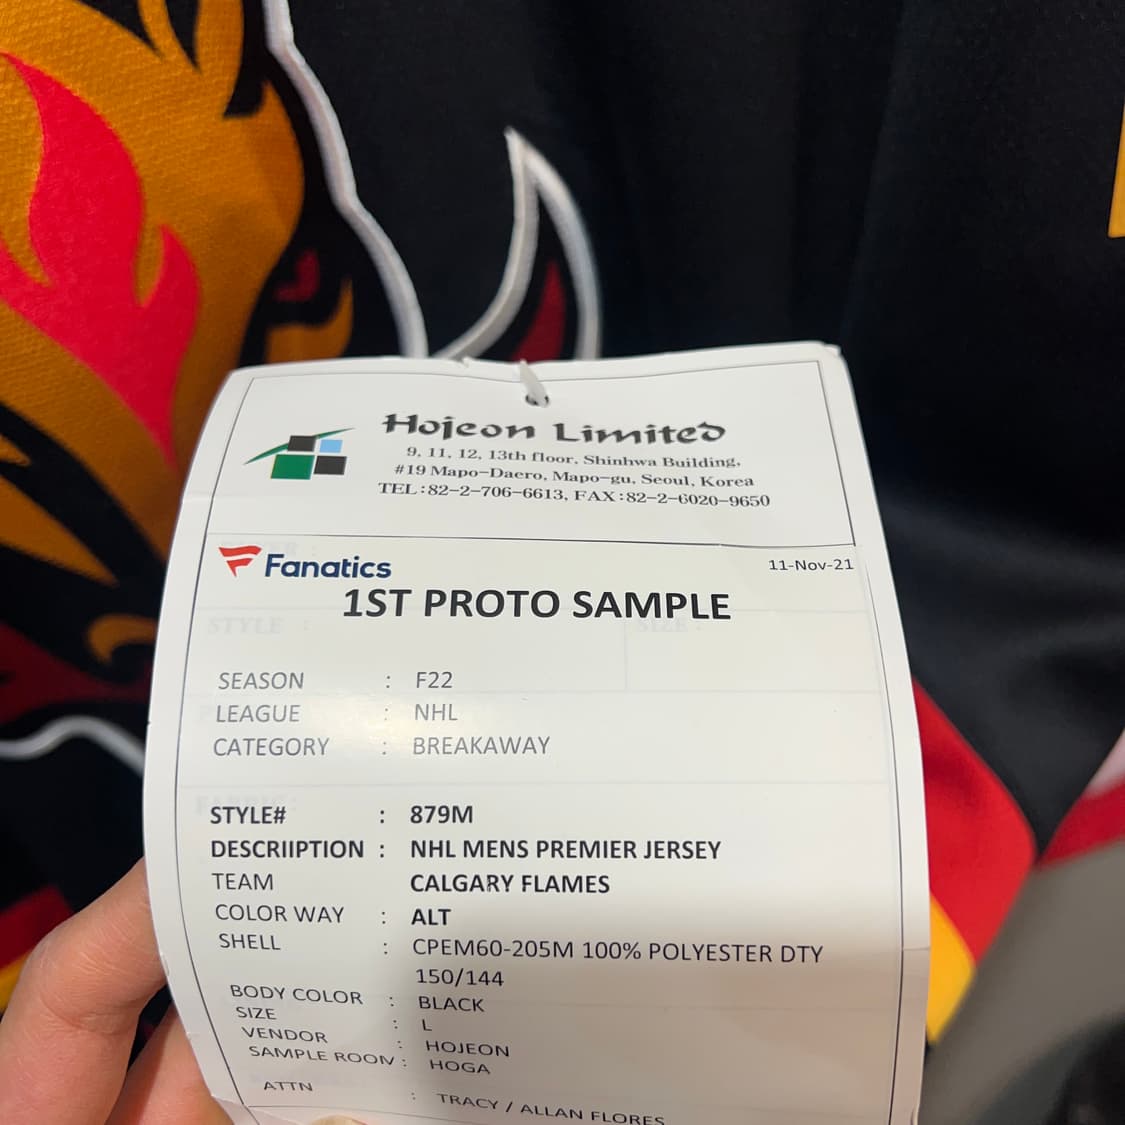 Hojeon Limited
9, 11, 12, 13th floor, Shinhwa Building,
#19 Mapo-Daero, Mapo-gu, Seoul, Korea
TEL:82-2-706-6613, FAX:82-2-6020-9650
Fanatics
11-Nov-21
1ST PROTO SAMPLE
STYLE :
SIZE :
SEASON : F22
LEAGUE : NHL
CATEGORY : BREAKAWAY
STYLE# : 879M
DESCRIIPTION : NHL MENS PREMIER JERSEY
TEAM CALGARY FLAMES
COLOR WAY : ALT
SHELL : CPEM60-205M 100% POLYESTER DTY
150/144
BODY COLOR : BLACK
SIZE : L
VENDOR : HOJEON
SAMPLE ROON : HOGA
ATTN : TRACY / ALLAN FLORES